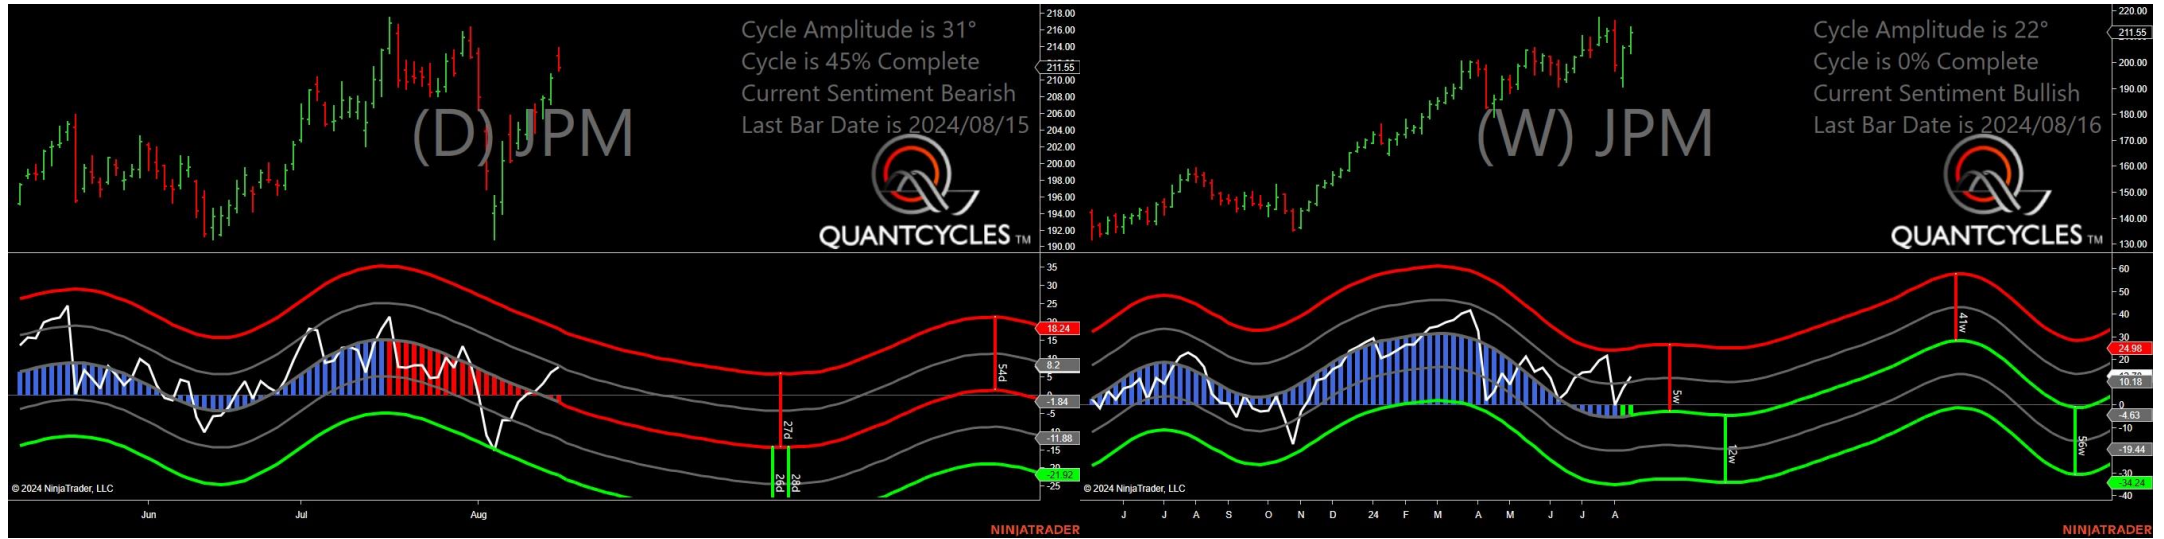 Cycle Amplitude is 31°
Cycle is 45% Complete
Current Sentiment Bearish
Last Bar Date is 2024/08/15
(D) JPM
QUANTCYCLES TM
218.00
216.00
214.00
211.55
210.00
208.00
206.00
204.00
202.00
200.00
198.00
196.00
194.00
192.00
190.00
35
30
25
18.24
15
8.2
5
-1.84
-5
-11.88
-15
-21.92
-25
27d
26d
28d
54d
© 2024 NinjaTrader, LLC
Jun
Jul
Aug
NINJATRADER
Cycle Amplitude is 22°
Cycle is 0% Complete
Current Sentiment Bullish
Last Bar Date is 2024/08/16
(W) JPM
QUANTCYCLES TM
220.00
211.55
200.00
190.00
180.00
170.00
160.00
150.00
140.00
130.00
60
50
40
30
24.98
20
10.18
0
-4.63
-10
-19.44
-30
-34.24
-40
5w
12w
41w
56w
© 2024 NinjaTrader, LLC
J J A S O N D 24 F M A M J J A
NINJATRADER